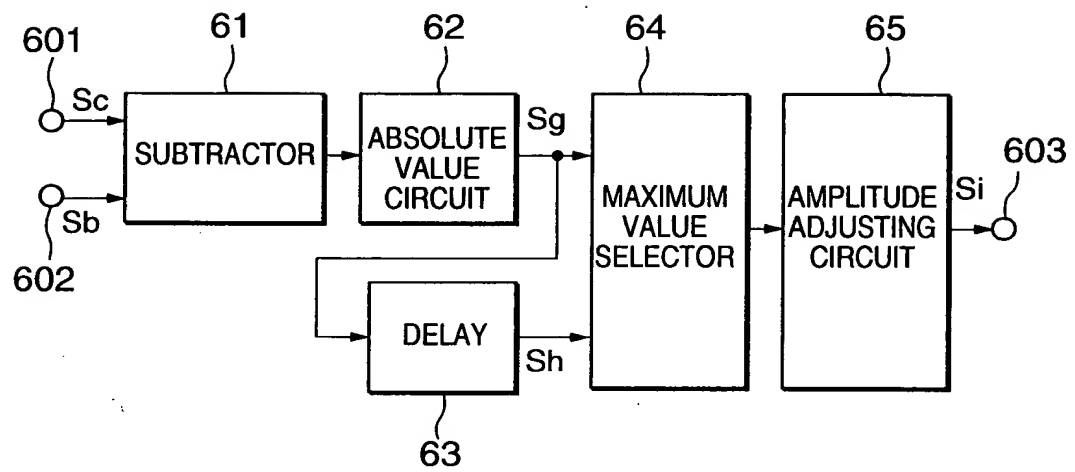 601
61
62
64
65
Sc
Sg
603
SUBTRACTOR
ABSOLUTE
VALUE
CIRCUIT
MAXIMUM
VALUE
SELECTOR
AMPLITUDE
ADJUSTING
CIRCUIT
Si
Sb
602
DELAY
Sh
63